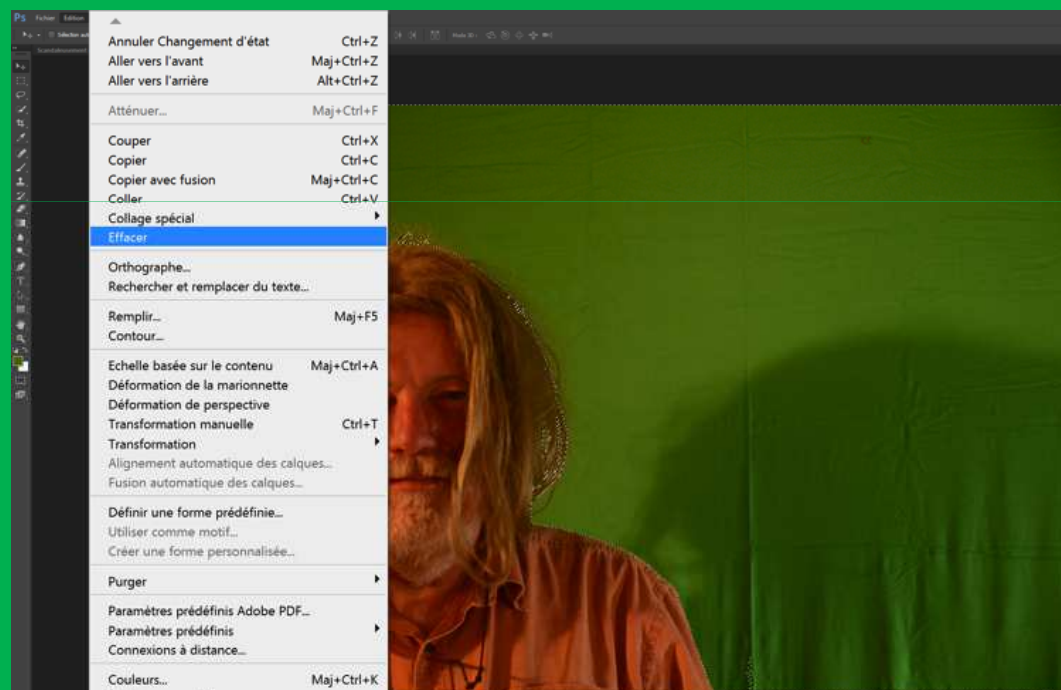 Ps Fichier Edition
Annuler Changement d'état Ctrl+Z
Aller vers l'avant Maj+Ctrl+Z
Aller vers l'arrière Alt+Ctrl+Z
Atténuer... Maj+Ctrl+F
Couper Ctrl+X
Copier Ctrl+C
Copier avec fusion Maj+Ctrl+C
Coller Ctrl+V
Collage spécial
Effacer
Orthographe...
Rechercher et remplacer du texte...
Remplir... Maj+F5
Contour...
Echelle basée sur le contenu Maj+Ctrl+A
Déformation de la marionnette
Déformation de perspective
Transformation manuelle Ctrl+T
Transformation
Alignement automatique des calques...
Fusion automatique des calques...
Définir une forme prédéfinie...
Utiliser comme motif...
Créer une forme personnalisée...
Purger
Paramètres prédéfinis Adobe PDF...
Paramètres prédéfinis
Connexions à distance...
Couleurs... Maj+Ctrl+K